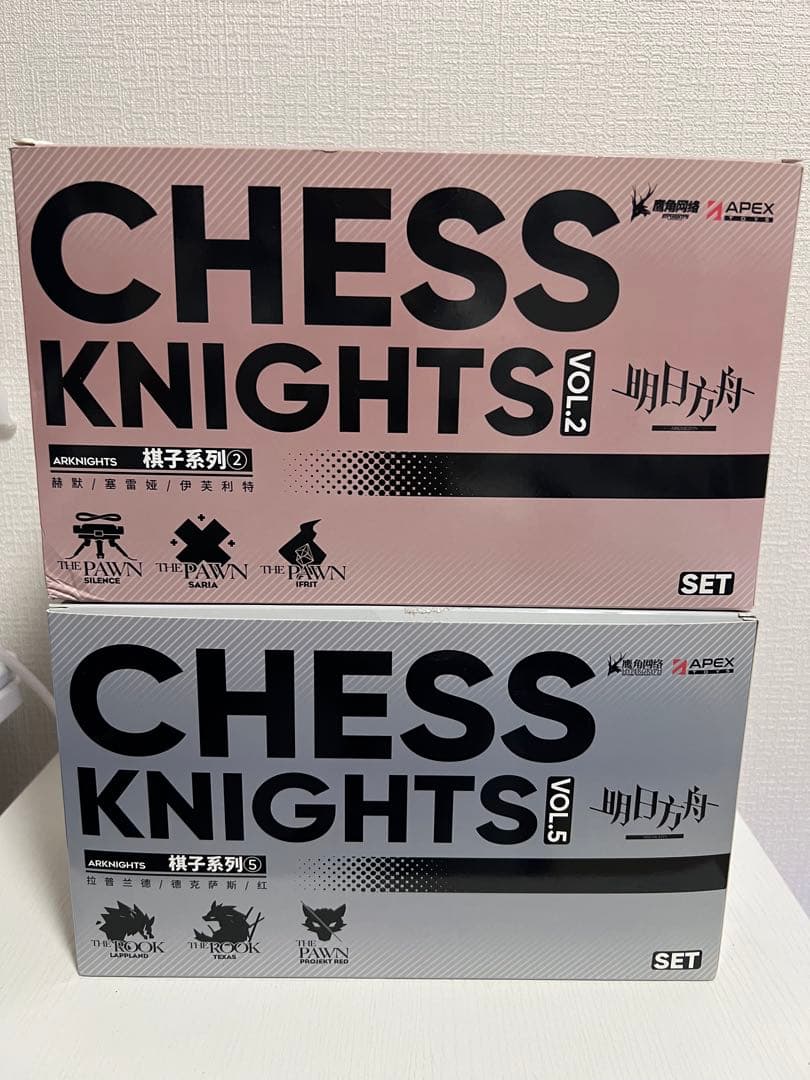 CHESS
鹰角网络
APEX
TOYS
KNIGHTS
VOL.2
明日方舟
ARKNIGHTS 棋子系列②
赫默/塞雷娅/伊芙利特
THE PAWN
SILENCE
THE PAWN
SARIA
THE PAWN
IFRIT
SET
CHESS
鹰角网络
APEX
TOYS
KNIGHTS
VOL.5
明日方舟
ARKNIGHTS 棋子系列⑤
拉普兰德/德克萨斯/红
THE ROOK
LAPPLAND
THE ROOK
TEXAS
THE
PAWN
PROJEKT RED
SET